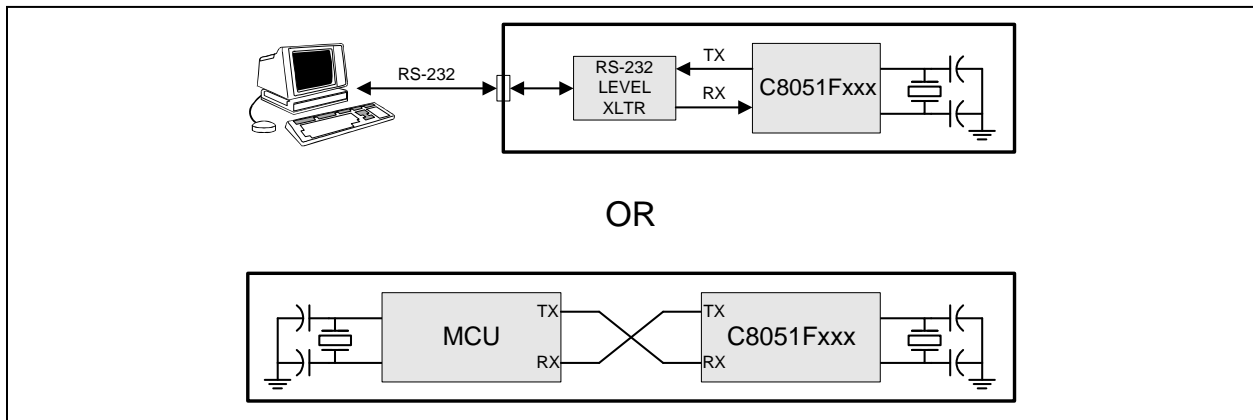 RS-232
RS-232
LEVEL
XLTR
TX
RX
C8051Fxxx
OR
MCU
TX
RX
TX
RX
C8051Fxxx